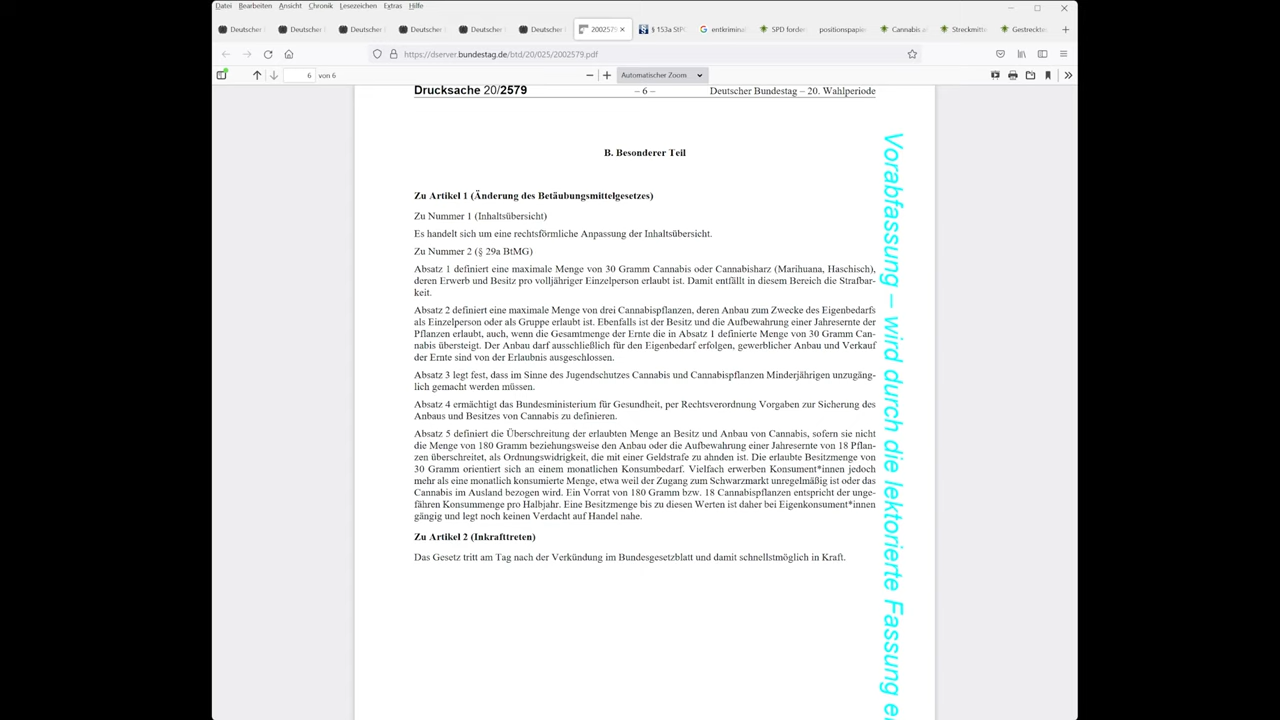 Datei Bearbeiten Ansicht Chronik Lesezeichen Extras Hilfe
Deutscher Deutscher Deutscher Deutscher Deutscher Deutscher 2002579 § 153a StPO entkriminal SPD forder positionspapie Cannabis Streckmitt Gestreckte
https://dserver.bundestag.de/btd/20/025/2002579.pdf
6 von 6 Automatischer Zoom
Drucksache 20/2579 – 6 – Deutscher Bundestag – 20. Wahlperiode
B. Besonderer Teil
Zu Artikel 1 (Änderung des Betäubungsmittelgesetzes)
Zu Nummer 1 (Inhaltsübersicht)
Es handelt sich um eine rechtsförmliche Anpassung der Inhaltsübersicht.
Zu Nummer 2 (§ 29a BtMG)
Absatz 1 definiert eine maximale Menge von 30 Gramm Cannabis oder Cannabisharz (Marihuana, Haschisch),
deren Erwerb und Besitz pro volljähriger Einzelperson erlaubt ist. Damit entfällt in diesem Bereich die Strafbar-
keit.
Absatz 2 definiert eine maximale Menge von drei Cannabispflanzen, deren Anbau zum Zwecke des Eigenbedarfs
als Einzelperson oder als Gruppe erlaubt ist. Ebenfalls ist der Besitz und die Aufbewahrung einer Jahresernte der
Pflanzen erlaubt, auch, wenn die Gesamtmenge der Ernte die in Absatz 1 definierte Menge von 30 Gramm Can-
nabis übersteigt. Der Anbau darf ausschließlich für den Eigenbedarf erfolgen, gewerblicher Anbau und Verkauf
der Ernte sind von der Erlaubnis ausgeschlossen.
Absatz 3 legt fest, dass im Sinne des Jugendschutzes Cannabis und Cannabispflanzen Minderjährigen unzugäng-
lich gemacht werden müssen.
Absatz 4 ermächtigt das Bundesministerium für Gesundheit, per Rechtsverordnung Vorgaben zur Sicherung des
Anbaus und Besitzes von Cannabis zu definieren.
Absatz 5 definiert die Überschreitung der erlaubten Menge an Besitz und Anbau von Cannabis, sofern sie nicht
die Menge von 180 Gramm beziehungsweise den Anbau oder die Aufbewahrung einer Jahresernte von 18 Pflan-
zen überschreitet, als Ordnungswidrigkeit, die mit einer Geldstrafe zu ahnden ist. Die erlaubte Besitzmenge von
30 Gramm orientiert sich an einem monatlichen Konsumbedarf. Vielfach erwerben Konsument*innen jedoch
mehr als eine monatlich konsumierte Menge, etwa weil der Zugang zum Schwarzmarkt unregelmäßig ist oder das
Cannabis im Ausland bezogen wird. Ein Vorrat von 180 Gramm bzw. 18 Cannabispflanzen entspricht der unge-
fähren Konsummenge pro Halbjahr. Eine Besitzmenge bis zu diesen Werten ist daher bei Eigenkonsument*innen
gängig und legt noch keinen Verdacht auf Handel nahe.
Zu Artikel 2 (Inkrafttreten)
Das Gesetz tritt am Tag nach der Verkündung im Bundesgesetzblatt und damit schnellstmöglich in Kraft.
Vorabfassung – wird durch die lektorierte Fassung e